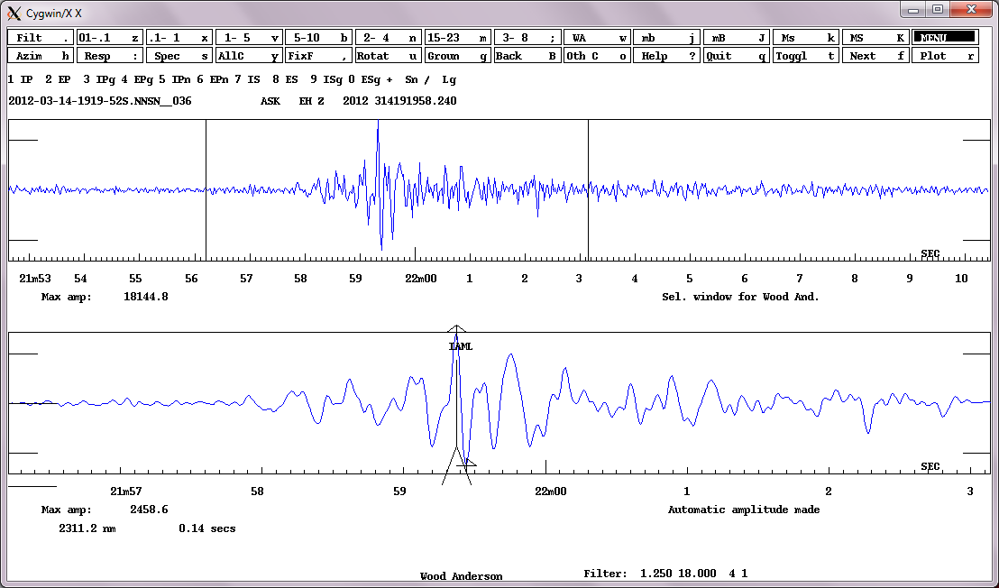 Cygwin/X X
Filt . 01-.1 z .1- 1 x 1- 5 v 5-10 b 2- 4 n 15-23 m 3- 8 ; WA w mb j mB J Ms k MS K MENU
Azim h Resp : Spec s AllC y FixF , Rotat u Groun g Back B Oth C o Help ? Quit q Toggl t Next f Plot r
1 IP 2 EP 3 IPg 4 EPg 5 IPn 6 EPn 7 IS 8 ES 9 ISg 0 ESg + Sn / Lg
2012-03-14-1919-52S.NNSN__036 ASK EH Z 2012 314191958.240
SEC
21m53 54 55 56 57 58 59 22m00 1 2 3 4 5 6 7 8 9 10
Max amp: 18144.8 Sel. window for Wood And.
IAML
SEC
21m57 58 59 22m00 1 2 3
Max amp: 2458.6 Automatic amplitude made
2311.2 nm 0.14 secs
Wood Anderson Filter: 1.250 18.000 4 1